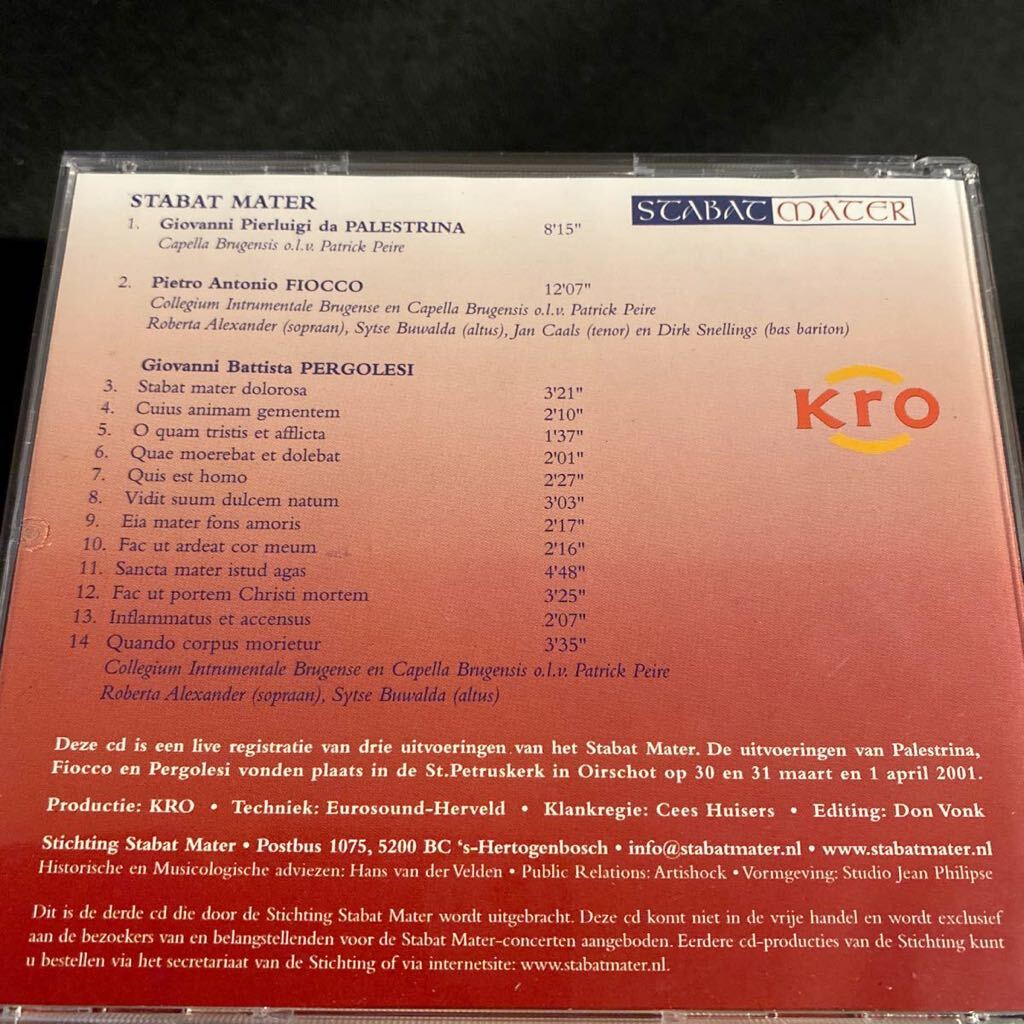 STABAT MATER
STABAT MATER
1. Giovanni Pierluigi da PALESTRINA 8'15"
Capella Brugensis o.l.v. Patrick Peire
2. Pietro Antonio FIOCCO 12'07"
Collegium Intrumentale Brugense en Capella Brugensis o.l.v. Patrick Peire
Roberta Alexander (sopraan), Sytse Buwalda (altus), Jan Caals (tenor) en Dirk Snellings (bas bariton)
Giovanni Battista PERGOLESI
3. Stabat mater dolorosa 3'21"
4. Cuius animam gementem 2'10"
5. O quam tristis et afflicta 1'37"
6. Quae moerebat et dolebat 2'01"
7. Quis est homo 2'27"
8. Vidit suum dulcem natum 3'03"
9. Eia mater fons amoris 2'17"
10. Fac ut ardeat cor meum 2'16"
11. Sancta mater istud agas 4'48"
12. Fac ut portem Christi mortem 3'25"
13. Inflammatus et accensus 2'07"
14 Quando corpus morietur 3'35"
Collegium Intrumentale Brugense en Capella Brugensis o.l.v. Patrick Peire
Roberta Alexander (sopraan), Sytse Buwalda (altus)
kro
Deze cd is een live registratie van drie uitvoeringen van het Stabat Mater. De uitvoeringen van Palestrina,
Fiocco en Pergolesi vonden plaats in de St.Petruskerk in Oirschot op 30 en 31 maart en 1 april 2001.
Productie: KRO • Techniek: Eurosound-Herveld • Klankregie: Cees Huisers • Editing: Don Vonk
Stichting Stabat Mater • Postbus 1075, 5200 BC ‘s-Hertogenbosch • info@stabatmater.nl • www.stabatmater.nl
Historische en Musicologische adviezen: Hans van der Velden • Public Relations: Artishock • Vormgeving: Studio Jean Philipse
Dit is de derde cd die door de Stichting Stabat Mater wordt uitgebracht. Deze cd komt niet in de vrije handel en wordt exclusief
aan de bezoekers van en belangstellenden voor de Stabat Mater-concerten aangeboden. Eerdere cd-producties van de Stichting kunt
u bestellen via het secretariaat van de Stichting of via internetsite: www.stabatmater.nl.